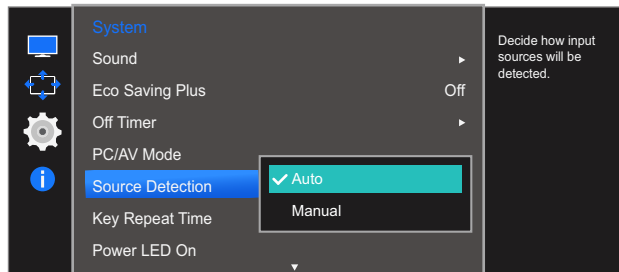 System
Sound
Eco Saving Plus Off
Off Timer
PC/AV Mode
Source Detection
Auto
Manual
Key Repeat Time
Power LED On
Decide how input
sources will be
detected.